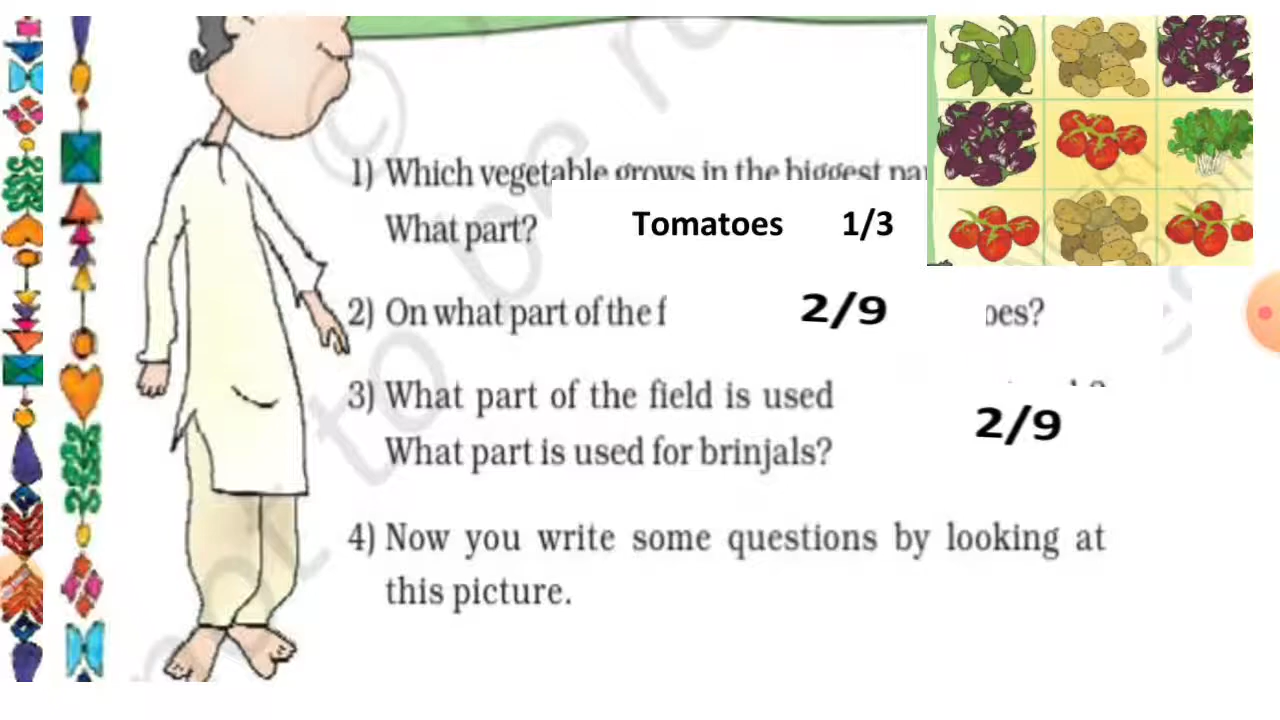 1) Which vegetable grows in the biggest
What part? Tomatoes 1/3
2) On what part of the 2/9
3) What part of the field is used
2/9
What part is used for brinjals?
4) Now you write some questions by looking at
this picture.